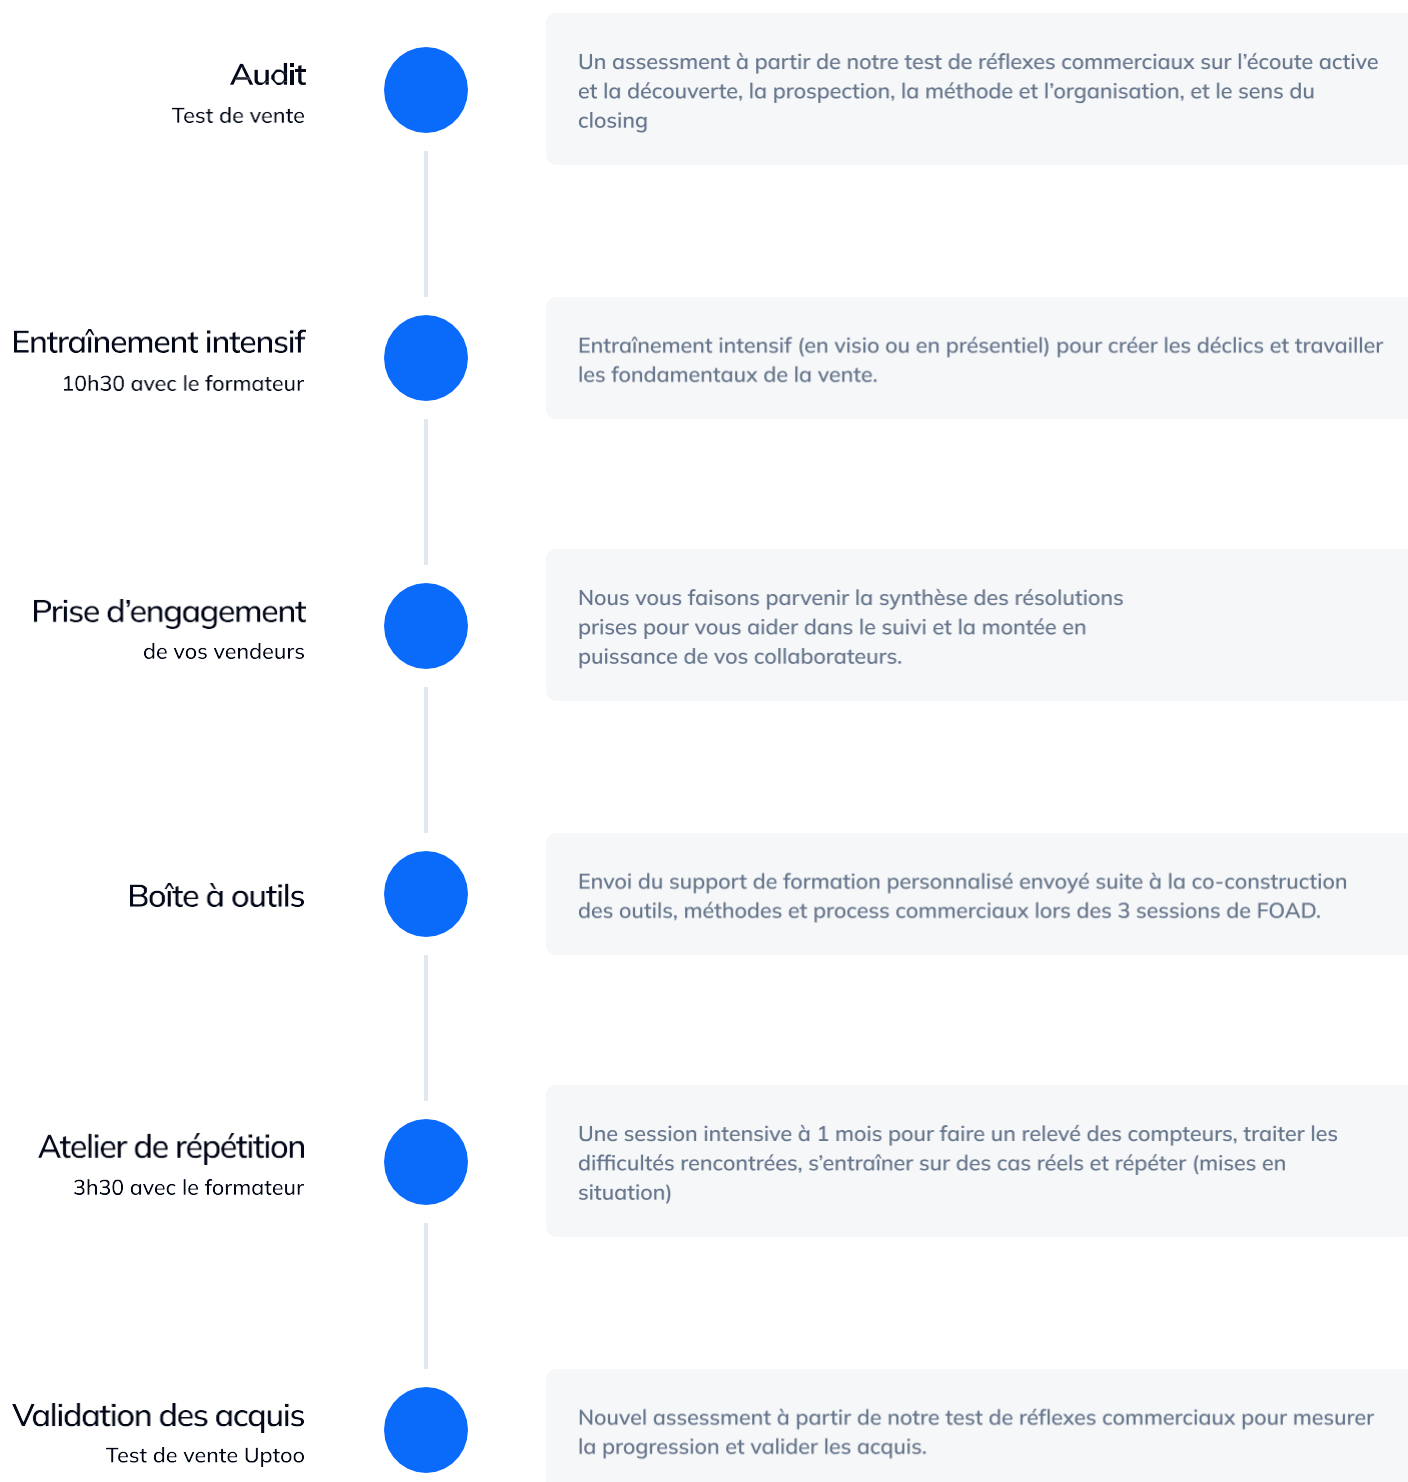 Audit
Test de vente
Un assessment à partir de notre test de réflexes commerciaux sur l’écoute active
et la découverte, la prospection, la méthode et l’organisation, et le sens du
closing
Entraînement intensif
10h30 avec le formateur
Entraînement intensif (en visio ou en présentiel) pour créer les déclics et travailler
les fondamentaux de la vente.
Prise d’engagement
de vos vendeurs
Nous vous faisons parvenir la synthèse des résolutions
prises pour vous aider dans le suivi et la montée en
puissance de vos collaborateurs.
Boîte à outils
Envoi du support de formation personnalisé envoyé suite à la co-construction
des outils, méthodes et process commerciaux lors des 3 sessions de FOAD.
Atelier de répétition
3h30 avec le formateur
Une session intensive à 1 mois pour faire un relevé des compteurs, traiter les
difficultés rencontrées, s’entraîner sur des cas réels et répéter (mises en
situation)
Validation des acquis
Test de vente Uptoo
Nouvel assessment à partir de notre test de réflexes commerciaux pour mesurer
la progression et valider les acquis.